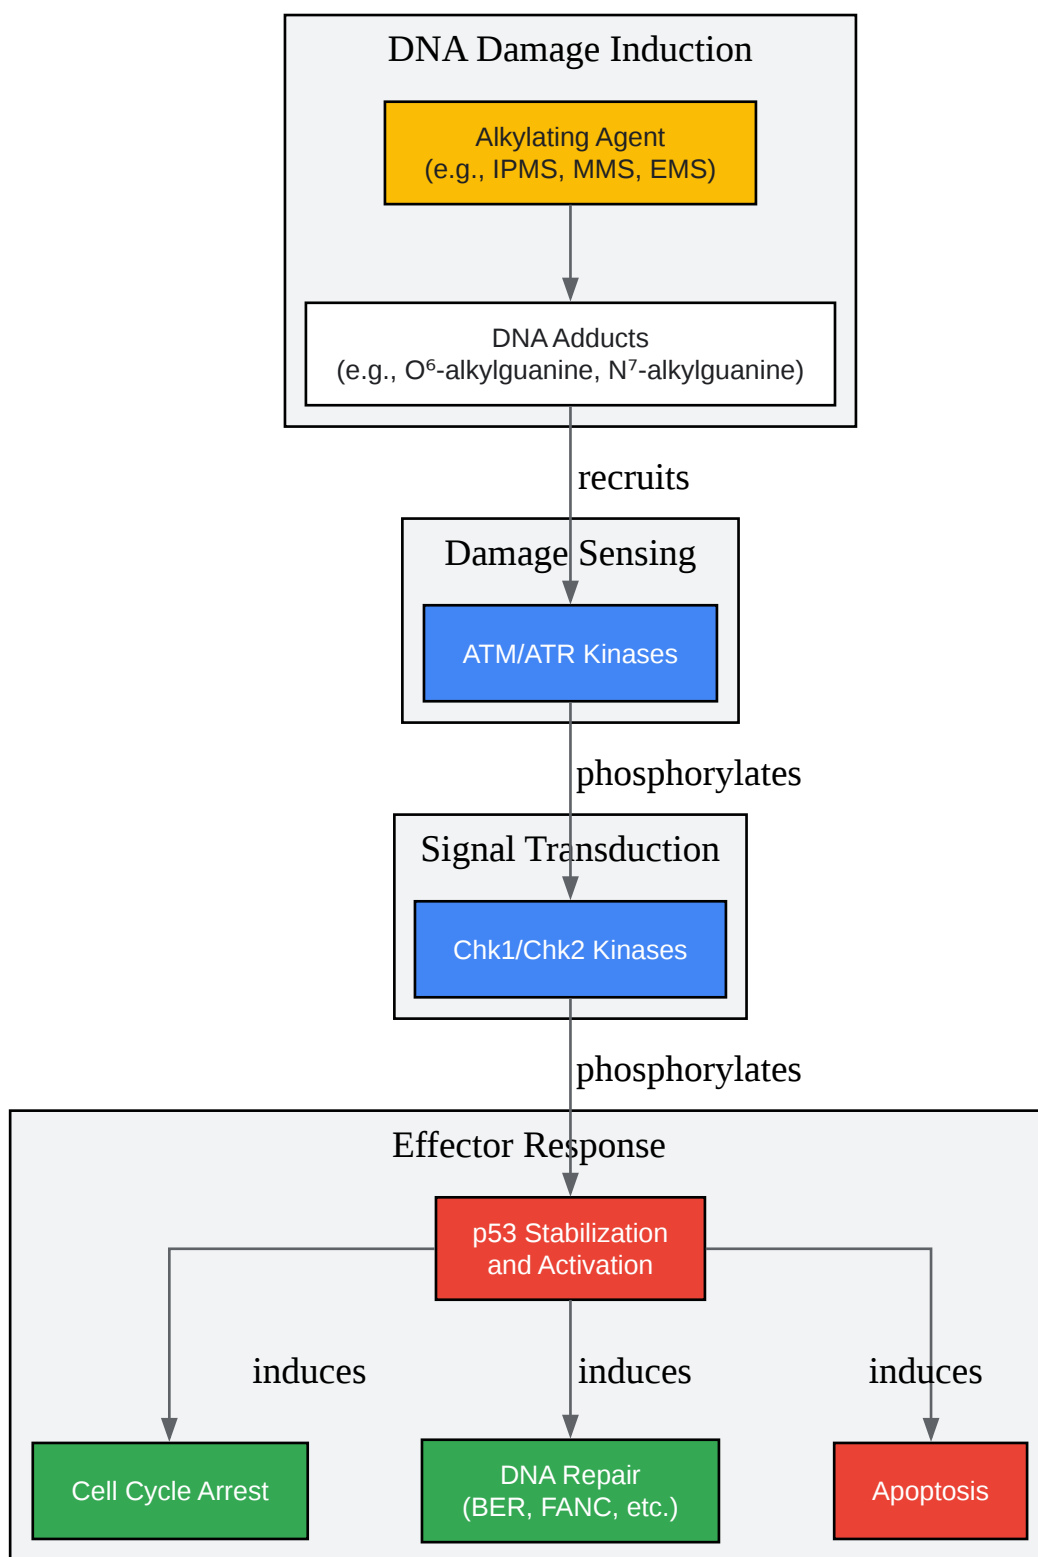 DNA Damage Induction
Alkylating Agent
(e.g., IPMS, MMS, EMS)
DNA Adducts
(e.g., O⁶-alkylguanine, N⁷-alkylguanine)
recruits
Damage Sensing
ATM/ATR Kinases
phosphorylates
Signal Transduction
Chk1/Chk2 Kinases
phosphorylates
Effector Response
p53 Stabilization
and Activation
induces
induces
induces
Cell Cycle Arrest
DNA Repair
(BER, FANC, etc.)
Apoptosis